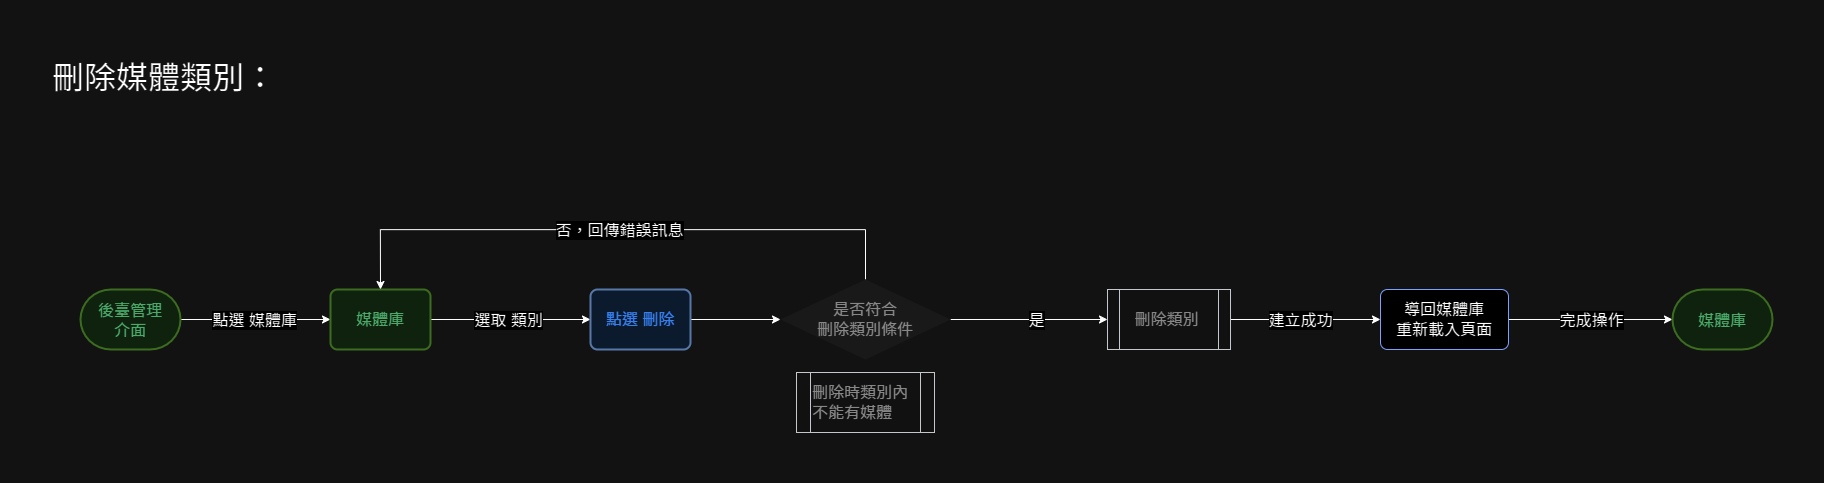 刪除媒體類別：
否，回傳錯誤訊息
後臺管理
介面
點選 媒體庫
媒體庫
選取 類別
點選 刪除
是否符合
刪除類別條件
是
刪除類別
建立成功
導回媒體庫
重新載入頁面
完成操作
媒體庫
刪除時類別內
不能有媒體